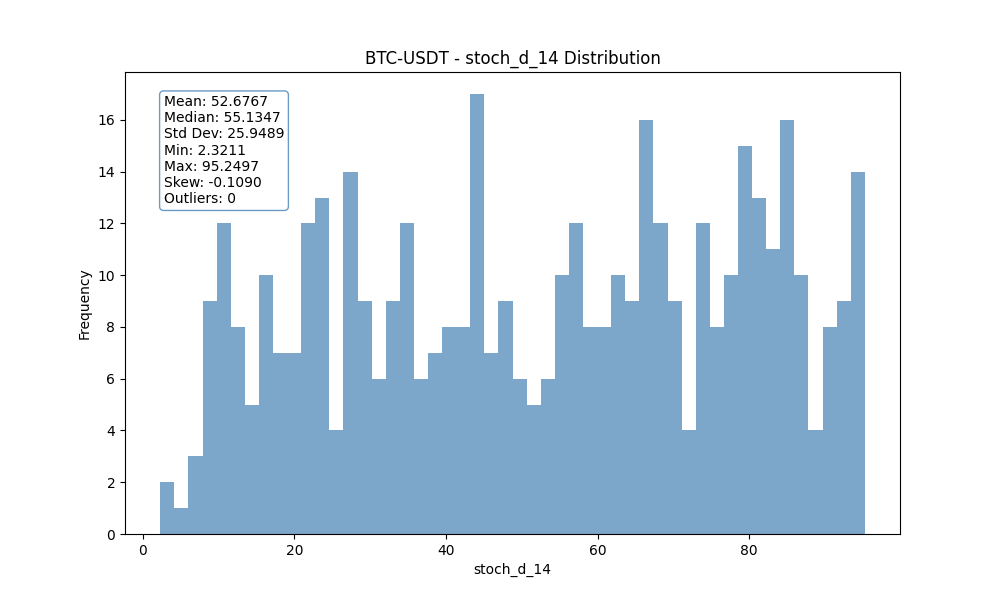 BTC-USDT - stoch_d_14 Distribution
Mean: 52.6767
Median: 55.1347
Std Dev: 25.9489
Min: 2.3211
Max: 95.2497
Skew: -0.1090
Outliers: 0
Frequency
16
14
12
10
8
6
4
2
0
0 20 40 60 80
stoch_d_14